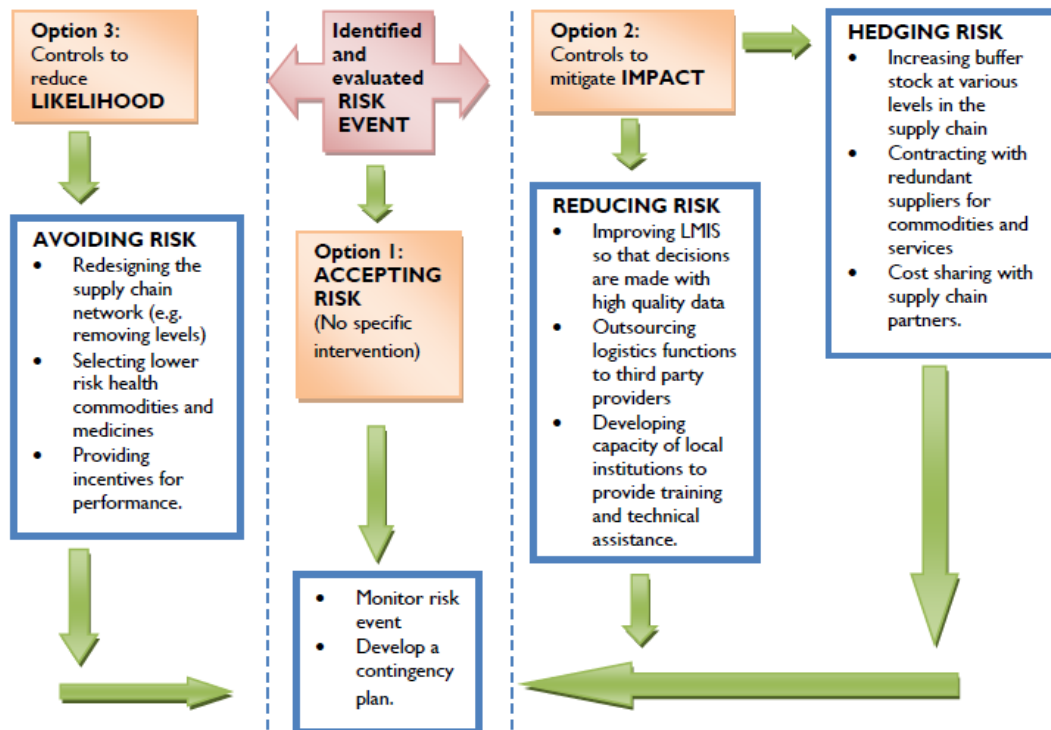 Option 3:
Controls to
reduce
LIKELIHOOD
AVOIDING RISK
• Redesigning the
supply chain
network (e.g.
removing levels)
• Selecting lower
risk health
commodities and
medicines
• Providing
incentives for
performance.
Identified
and
evaluated
RISK
EVENT
Option 1:
ACCEPTING
RISK
(No specific
intervention)
• Monitor risk
event
• Develop a
contingency
plan.
Option 2:
Controls to
mitigate IMPACT
REDUCING RISK
• Improving LMIS
so that decisions
are made with
high quality data
• Outsourcing
logistics functions
to third party
providers
• Developing
capacity of local
institutions to
provide training
and technical
assistance.
HEDGING RISK
• Increasing buffer
stock at various
levels in the
supply chain
• Contracting with
redundant
suppliers for
commodities and
services
• Cost sharing with
supply chain
partners.